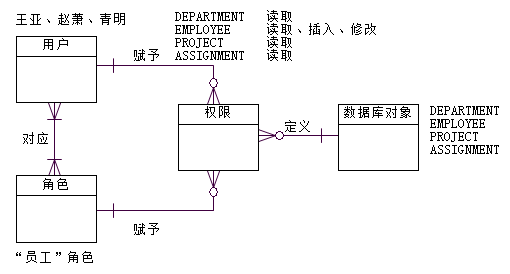 王亚、赵萧、青明
DEPARTMENT 读取
EMPLOYEE 读取、插入、修改
PROJECT 读取
ASSIGNMENT 读取
用户
赋予
权限
数据库对象
DEPARTMENT
EMPLOYEE
PROJECT
ASSIGNMENT
定义
对应
角色
赋予
“员工”角色